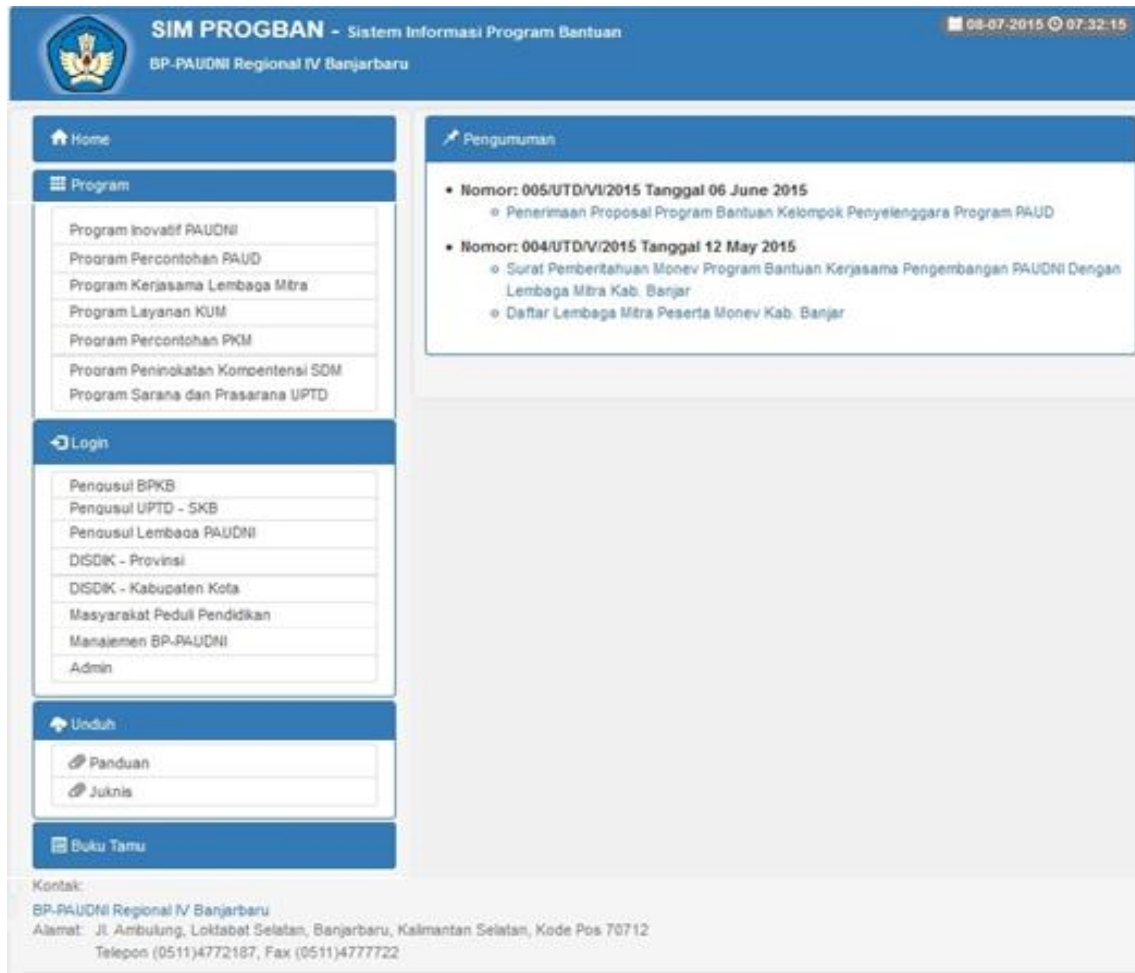 SIM PROGBAN - Sistem Informasi Program Bantuan
BP-PAUDNI Regional IV Banjarbaru
08-07-2015 07:32:15
Home
Program
Program Inovatif PAUDNI
Program Percontohan PAUD
Program Kerjasama Lembaga Mitra
Program Layanan KUM
Program Percontohan PKM
Program Peningkatan Kompentensi SDM
Program Sarana dan Prasarana UPTD
Login
Pengusul BPKB
Pengusul UPTD - SKB
Pengusul Lembaga PAUDNI
DISDIK - Provinsi
DISDIK - Kabupaten Kota
Masyarakat Peduli Pendidikan
Manajemen BP-PAUDNI
Admin
Unduh
Panduan
Juknis
Buku Tamu
Pengumuman
Nomor: 005/UTD/VI/2015 Tanggal 06 June 2015
Penerimaan Proposal Program Bantuan Kelompok Penyelenggara Program PAUD
Nomor: 004/UTD/V/2015 Tanggal 12 May 2015
Surat Pemberitahuan Monev Program Bantuan Kerjasama Pengembangan PAUDNI Dengan
Lembaga Mitra Kab. Banjar
Daftar Lembaga Mitra Peserta Monev Kab. Banjar
Kontak:
BP-PAUDNI Regional IV Banjarbaru
Alamat: Jl. Ambulung, Loktabat Selatan, Banjarbaru, Kalimantan Selatan, Kode Pos 70712
Telepon (0511)4772187, Fax (0511)4777722